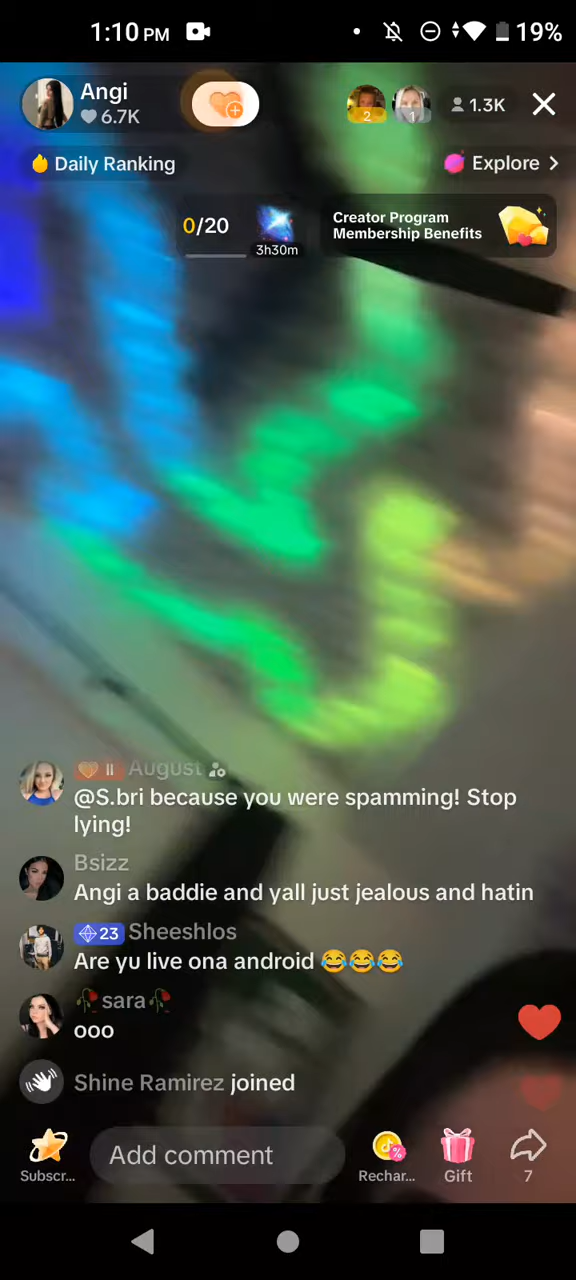 1:10 PM 19%
Angi
6.7K
2 1 1.3K
Daily Ranking Explore >
0/20
3h30m
Creator Program
Membership Benefits
II August
@S.bri because you were spamming! Stop
lying!
Bsizz
Angi a baddie and yall just jealous and hatin
23 Sheeshlos
Are yu live ona android 😂😂😂
🥀sara🥀
ooo
Shine Ramirez joined
Add comment
Subscr... Rechar... Gift 7